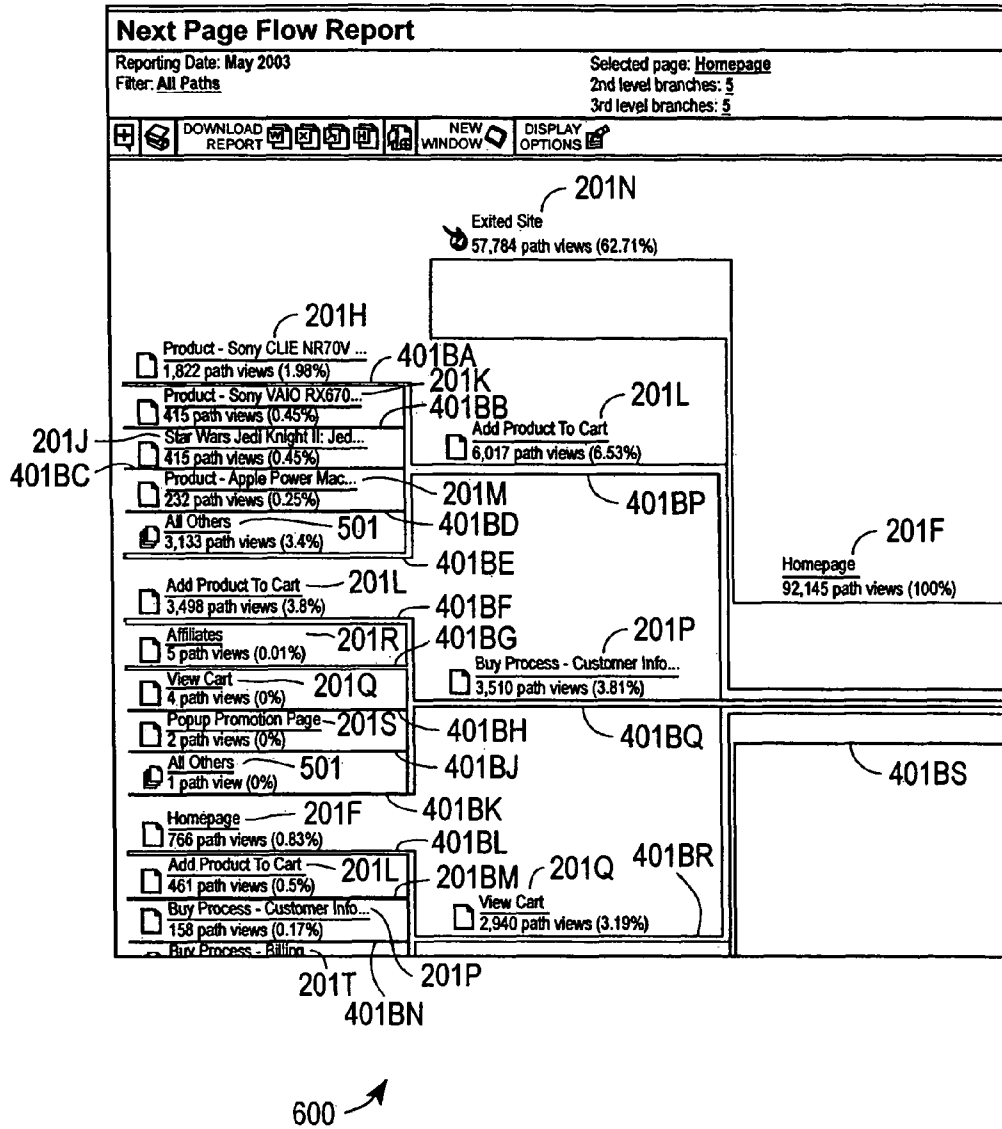 Next Page Flow Report
Reporting Date: May 2003
Filter: All Paths
Selected page: Homepage
2nd level branches: 5
3rd level branches: 5
DOWNLOAD REPORT
NEW WINDOW
DISPLAY OPTIONS
201N
Exited Site
57,784 path views (62.71%)
201H
Product - Sony CLIE NR70V ...
1,822 path views (1.98%)
401BA
201K
Product - Sony VAIO RX670...
415 path views (0.45%)
401BB
201J
Star Wars Jedi Knight II: Jed...
415 path views (0.45%)
401BC
201L
Add Product To Cart
6,017 path views (6.53%)
Product - Apple Power Mac...
232 path views (0.25%)
201M
401BD
401BP
All Others
3,133 path views (3.4%)
501
401BE
201F
Homepage
92,145 path views (100%)
Add Product To Cart
3,498 path views (3.8%)
201L
401BF
Affiliates
5 path views (0.01%)
201R
401BG
201P
Buy Process - Customer Info...
3,510 path views (3.81%)
View Cart
4 path views (0%)
201Q
401BH
401BQ
Popup Promotion Page
2 path views (0%)
201S
401BJ
All Others
1 path view (0%)
501
401BK
401BS
Homepage
766 path views (0.83%)
201F
401BL
Add Product To Cart
461 path views (0.5%)
201L
201BM
201Q
401BR
View Cart
2,940 path views (3.19%)
Buy Process - Customer Info...
158 path views (0.17%)
Buy Process - Billing
201T
201P
401BN
600